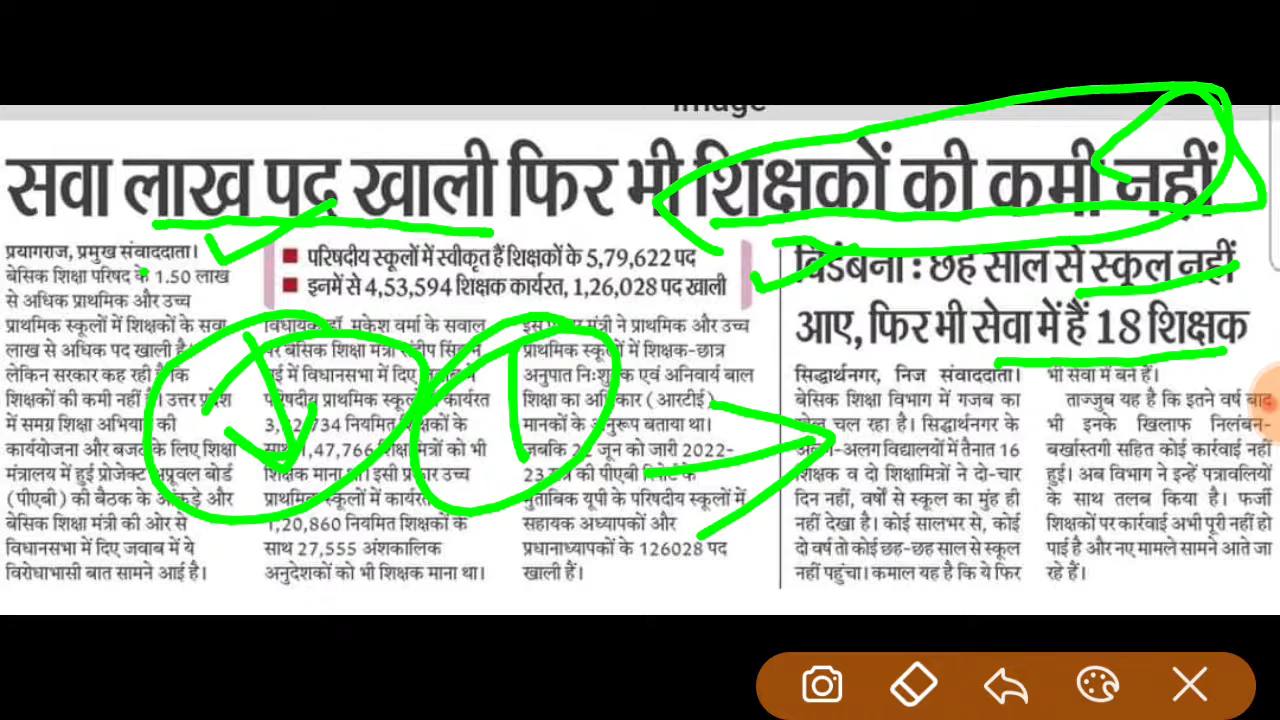 Image
सवा लाख पद खाली फिर भी शिक्षकों की कमी नहीं
प्रयागराज, प्रमुख संवाददाता।
बेसिक शिक्षा परिषद के 1.50 लाख
से अधिक प्राथमिक और उच्च
प्राथमिक स्कूलों में शिक्षकों के सवा
लाख से अधिक पद खाली है।
लेकिन सरकार कह रही है कि
शिक्षकों की कमी नहीं है। उत्तर प्रदेश
में समग्र शिक्षा अभियान की
कार्ययोजना और बजट के लिए शिक्षा
मंत्रालय में हुई प्रोजेक्ट अप्रूवल बोर्ड
(पीएबी) की बैठक के आंकड़े और
बेसिक शिक्षा मंत्री की ओर से
विधानसभा में दिए जवाब में ये
विरोधाभासी बात सामने आई है।
■ परिषदीय स्कूलों में स्वीकृत हैं शिक्षकों के 5,79,622 पद
■ इनमें से 4,53,594 शिक्षक कार्यरत, 1,26,028 पद खाली
विधायक डॉ. मुकेश वर्मा के सवाल
पर बेसिक शिक्षा मंत्री संदीप सिंह ने
मई में विधानसभा में दिए जवाब में
परिषदीय प्राथमिक स्कूलों में कार्यरत
नियमित शिक्षकों के
शिक्षामित्रों को भी
शिक्षक माना था। इसी प्रकार उच्च
प्राथमिक स्कूलों में कार्यरत
1,20,860 नियमित शिक्षकों के
साथ 27,555 अंशकालिक
अनुदेशकों को भी शिक्षक माना था।
मंत्री ने प्राथमिक और उच्च
प्राथमिक स्कूलों में शिक्षक-छात्र
अनुपात निःशुल्क एवं अनिवार्य बाल
शिक्षा का अधिकार (आरटीई)
मानकों के अनुरूप बताया था।
जबकि जून को जारी 2022-
23 की पीएबी रिपोर्ट के
मुताबिक यूपी के परिषदीय स्कूलों में
सहायक अध्यापकों और
प्रधानाध्यापकों के 126028 पद
खाली हैं।
विडंबना : छह साल से स्कूल नहीं
आए, फिर भी सेवा में हैं 18 शिक्षक
सिद्धार्थनगर, निज संवाददाता।
बेसिक शिक्षा विभाग में गजब का
खेल चल रहा है। सिद्धार्थनगर के
अलग-अलग विद्यालयों में तैनात 16
शिक्षक व दो शिक्षामित्रों ने दो-चार
दिन नहीं, वर्षों से स्कूल का मुंह ही
नहीं देखा है। कोई सालभर से, कोई
दो वर्ष तो कोई छह-छह साल से स्कूल
नहीं पहुंचा। कमाल यह है कि ये फिर
भी सेवा में बने हैं।
ताज्जुब यह है कि इतने वर्ष बाद
भी इनके खिलाफ निलंबन-
बर्खास्तगी सहित कोई कार्रवाई नहीं
हुई। अब विभाग ने इन्हें पत्रावलियों
के साथ तलब किया है। फर्जी
शिक्षकों पर कार्रवाई अभी पूरी नहीं हो
पाई है और नए मामले सामने आते जा
रहे हैं।